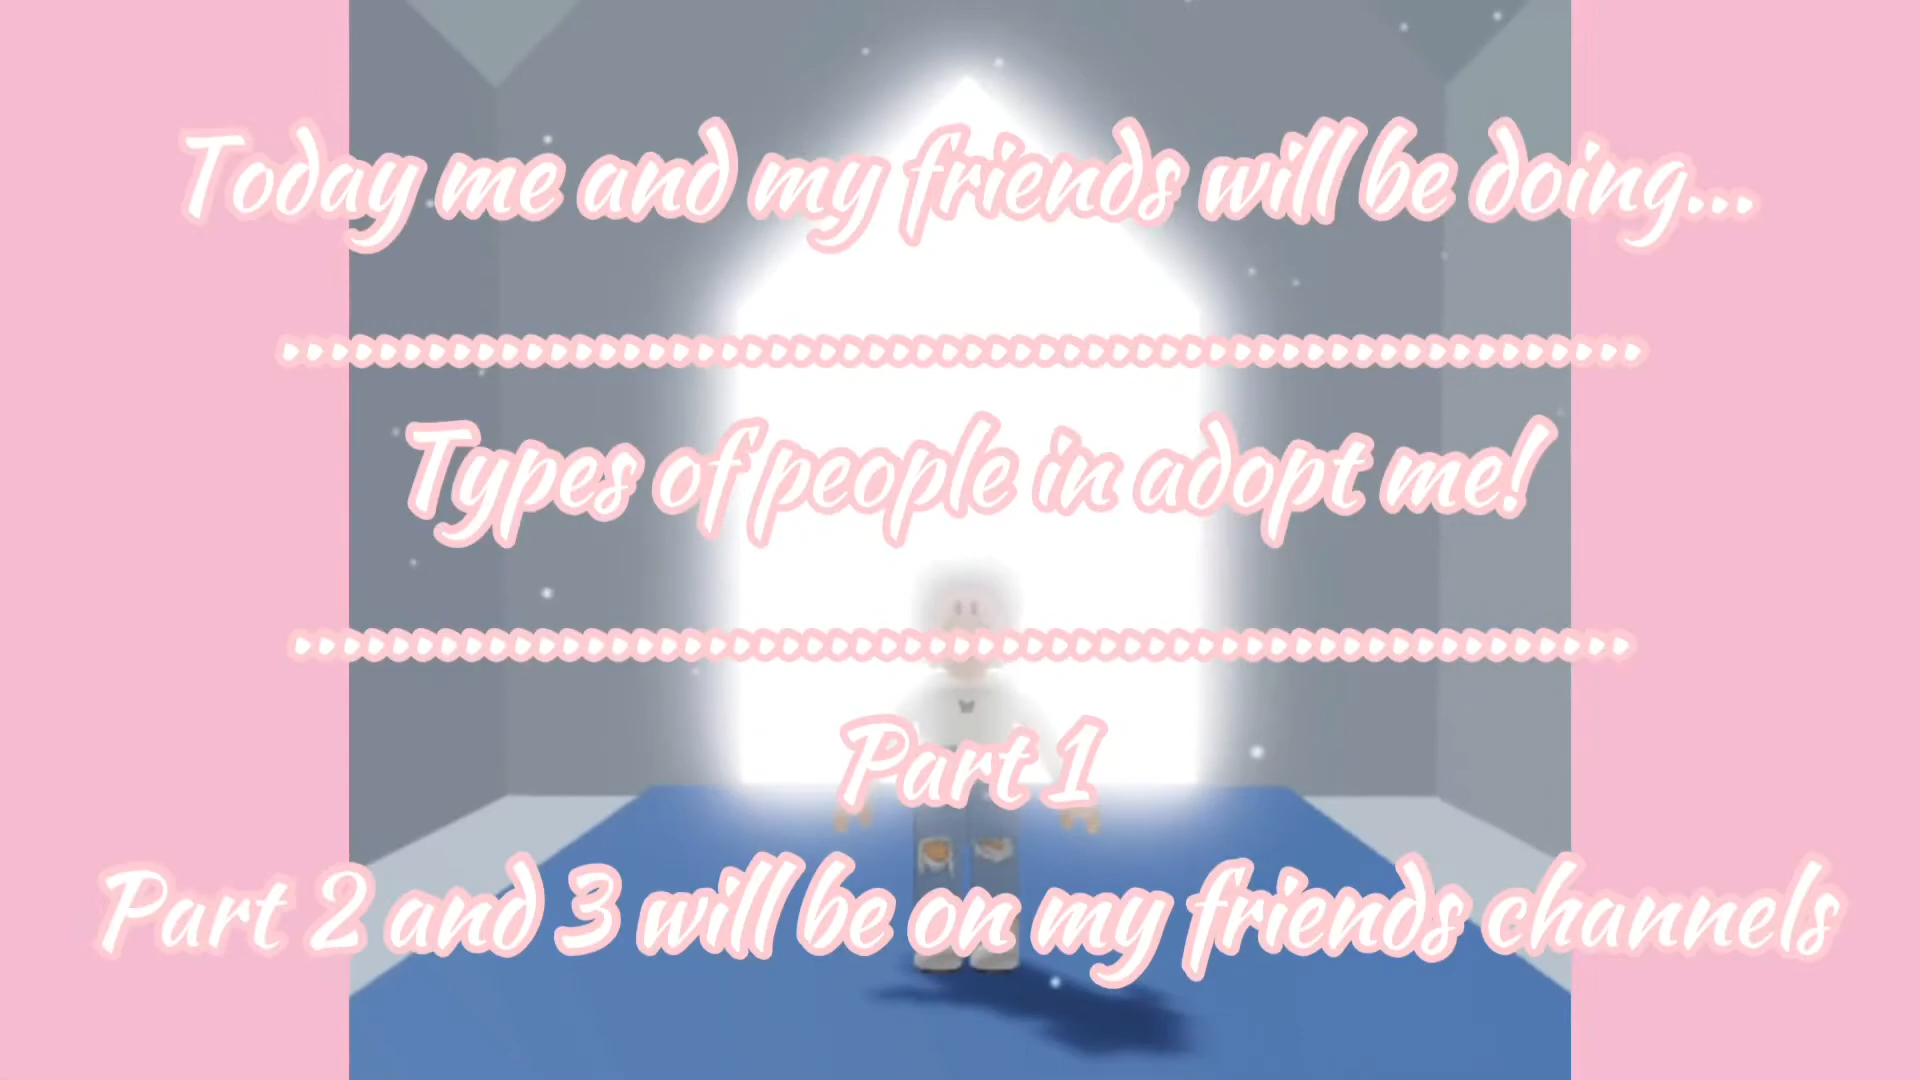 Today me and my friends will be doing...
Types of people in adopt me!
Part 1
Part 2 and 3 will be on my friends channels